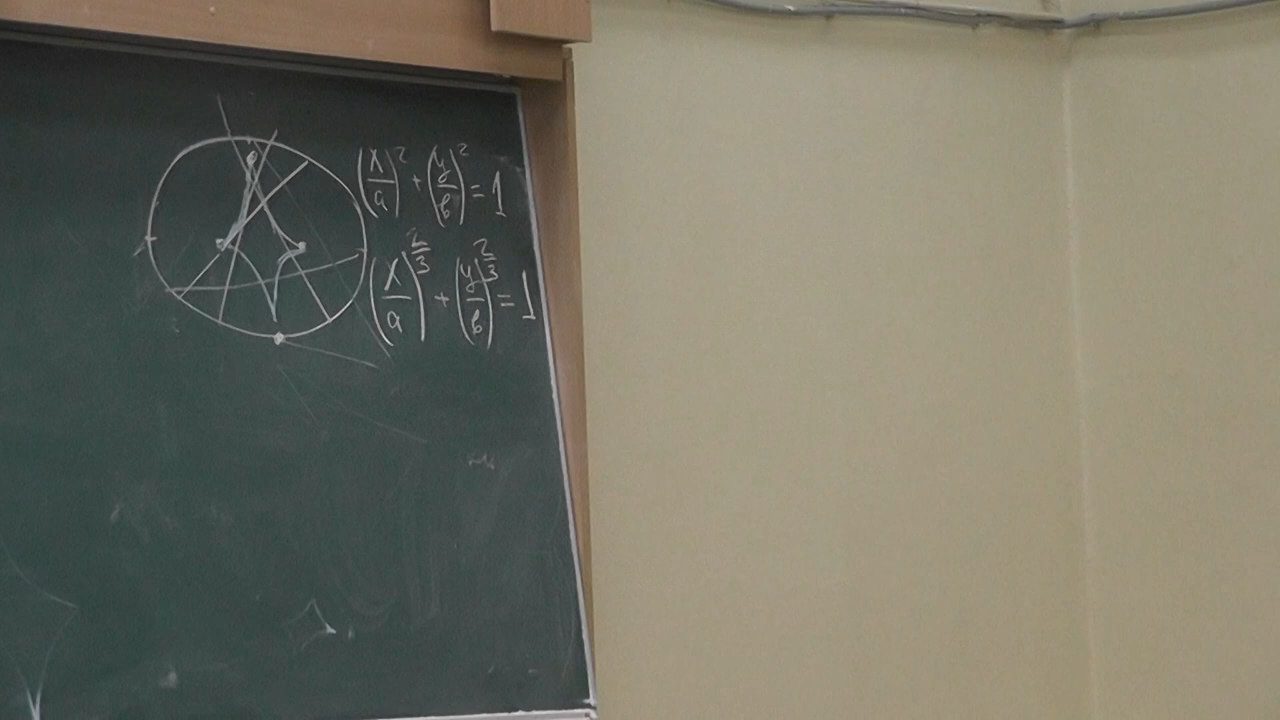 (x/a)² + (y/b)² = 1
(x/a)^(2/3) + (y/b)^(2/3) = 1